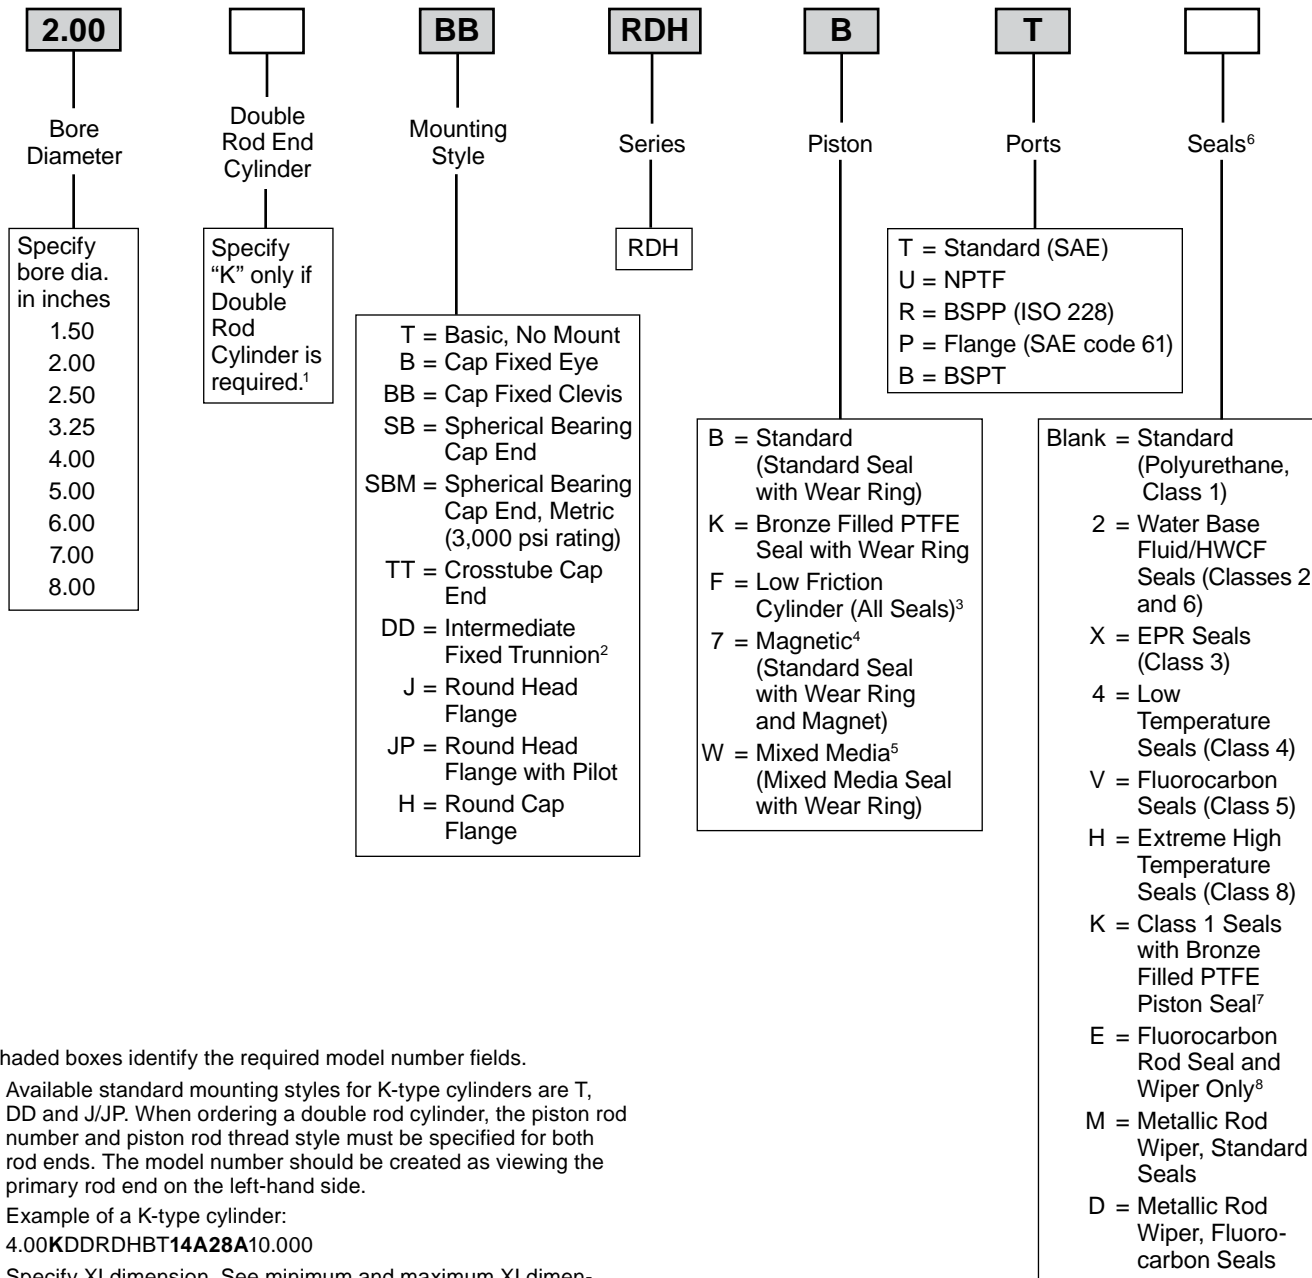 2.00
BB
RDH
B
T
Bore
Diameter
Double
Rod End
Cylinder
Mounting
Style
Series
Piston
Ports
Seals⁶
Specify
bore dia.
in inches
1.50
2.00
2.50
3.25
4.00
5.00
6.00
7.00
8.00
Specify
“K” only if
Double
Rod
Cylinder is
required.¹
T = Basic, No Mount
B = Cap Fixed Eye
BB = Cap Fixed Clevis
SB = Spherical Bearing
Cap End
SBM = Spherical Bearing
Cap End, Metric
(3,000 psi rating)
TT = Crosstube Cap
End
DD = Intermediate
Fixed Trunnion²
J = Round Head
Flange
JP = Round Head
Flange with Pilot
H = Round Cap
Flange
RDH
B = Standard
(Standard Seal
with Wear Ring)
K = Bronze Filled PTFE
Seal with Wear Ring
F = Low Friction
Cylinder (All Seals)³
7 = Magnetic⁴
(Standard Seal
with Wear Ring
and Magnet)
W = Mixed Media⁵
(Mixed Media Seal
with Wear Ring)
T = Standard (SAE)
U = NPTF
R = BSPP (ISO 228)
P = Flange (SAE code 61)
B = BSPT
Blank = Standard
(Polyurethane,
Class 1)
2 = Water Base
Fluid/HWCF
Seals (Classes 2
and 6)
X = EPR Seals
(Class 3)
4 = Low
Temperature
Seals (Class 4)
V = Fluorocarbon
Seals (Class 5)
H = Extreme High
Temperature
Seals (Class 8)
K = Class 1 Seals
with Bronze
Filled PTFE
Piston Seal⁷
E = Fluorocarbon
Rod Seal and
Wiper Only⁸
M = Metallic Rod
Wiper, Standard
Seals
D = Metallic Rod
Wiper, Fluoro-
carbon Seals
haded boxes identify the required model number fields.
Available standard mounting styles for K-type cylinders are T,
DD and J/JP. When ordering a double rod cylinder, the piston rod
number and piston rod thread style must be specified for both
rod ends. The model number should be created as viewing the
primary rod end on the left-hand side.
Example of a K-type cylinder:
4.00KDDRDHBT14A28A10.000
Specify XI dimension. See minimum and maximum XI dimen-